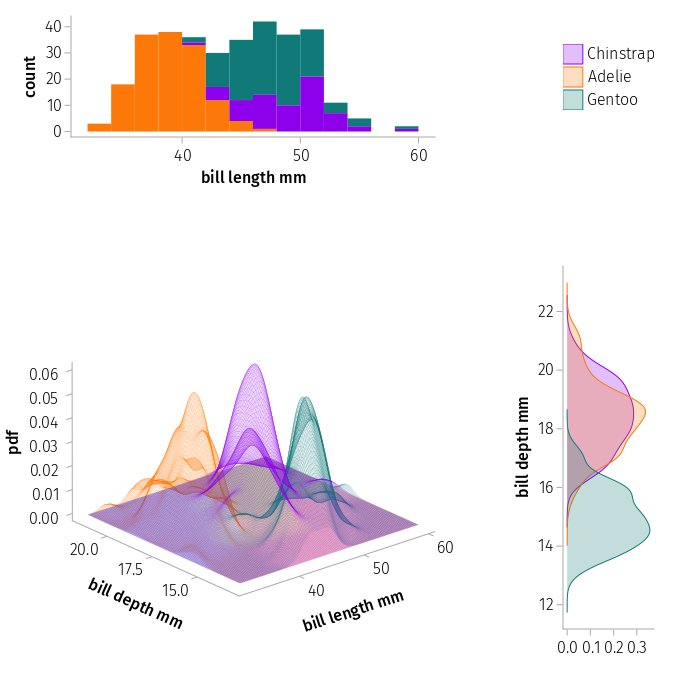 count
40
30
20
10
0
40 50 60
bill length mm
Chinstrap
Adelie
Gentoo
pdf
0.06
0.05
0.04
0.03
0.02
0.01
0.00
20.0
17.5
15.0
bill depth mm
40
50
60
bill length mm
bill depth mm
22
20
18
16
14
12
0.0 0.1 0.2 0.3